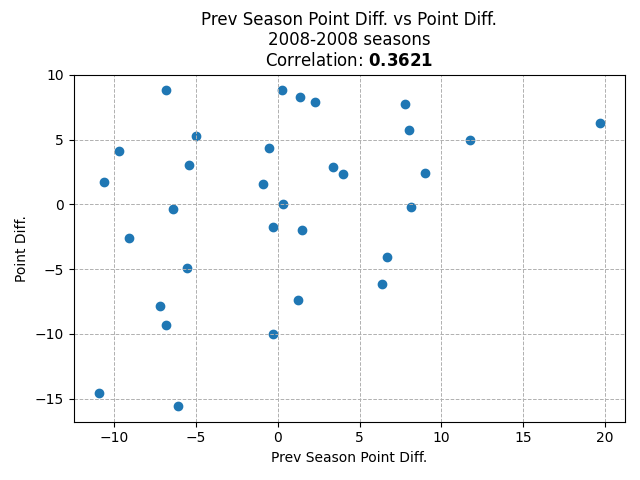 Prev Season Point Diff. vs Point Diff.
2008-2008 seasons
Correlation: 0.3621
10
5
0
−5
−10
−15
Point Diff.
−10 −5 0 5 10 15 20
Prev Season Point Diff.